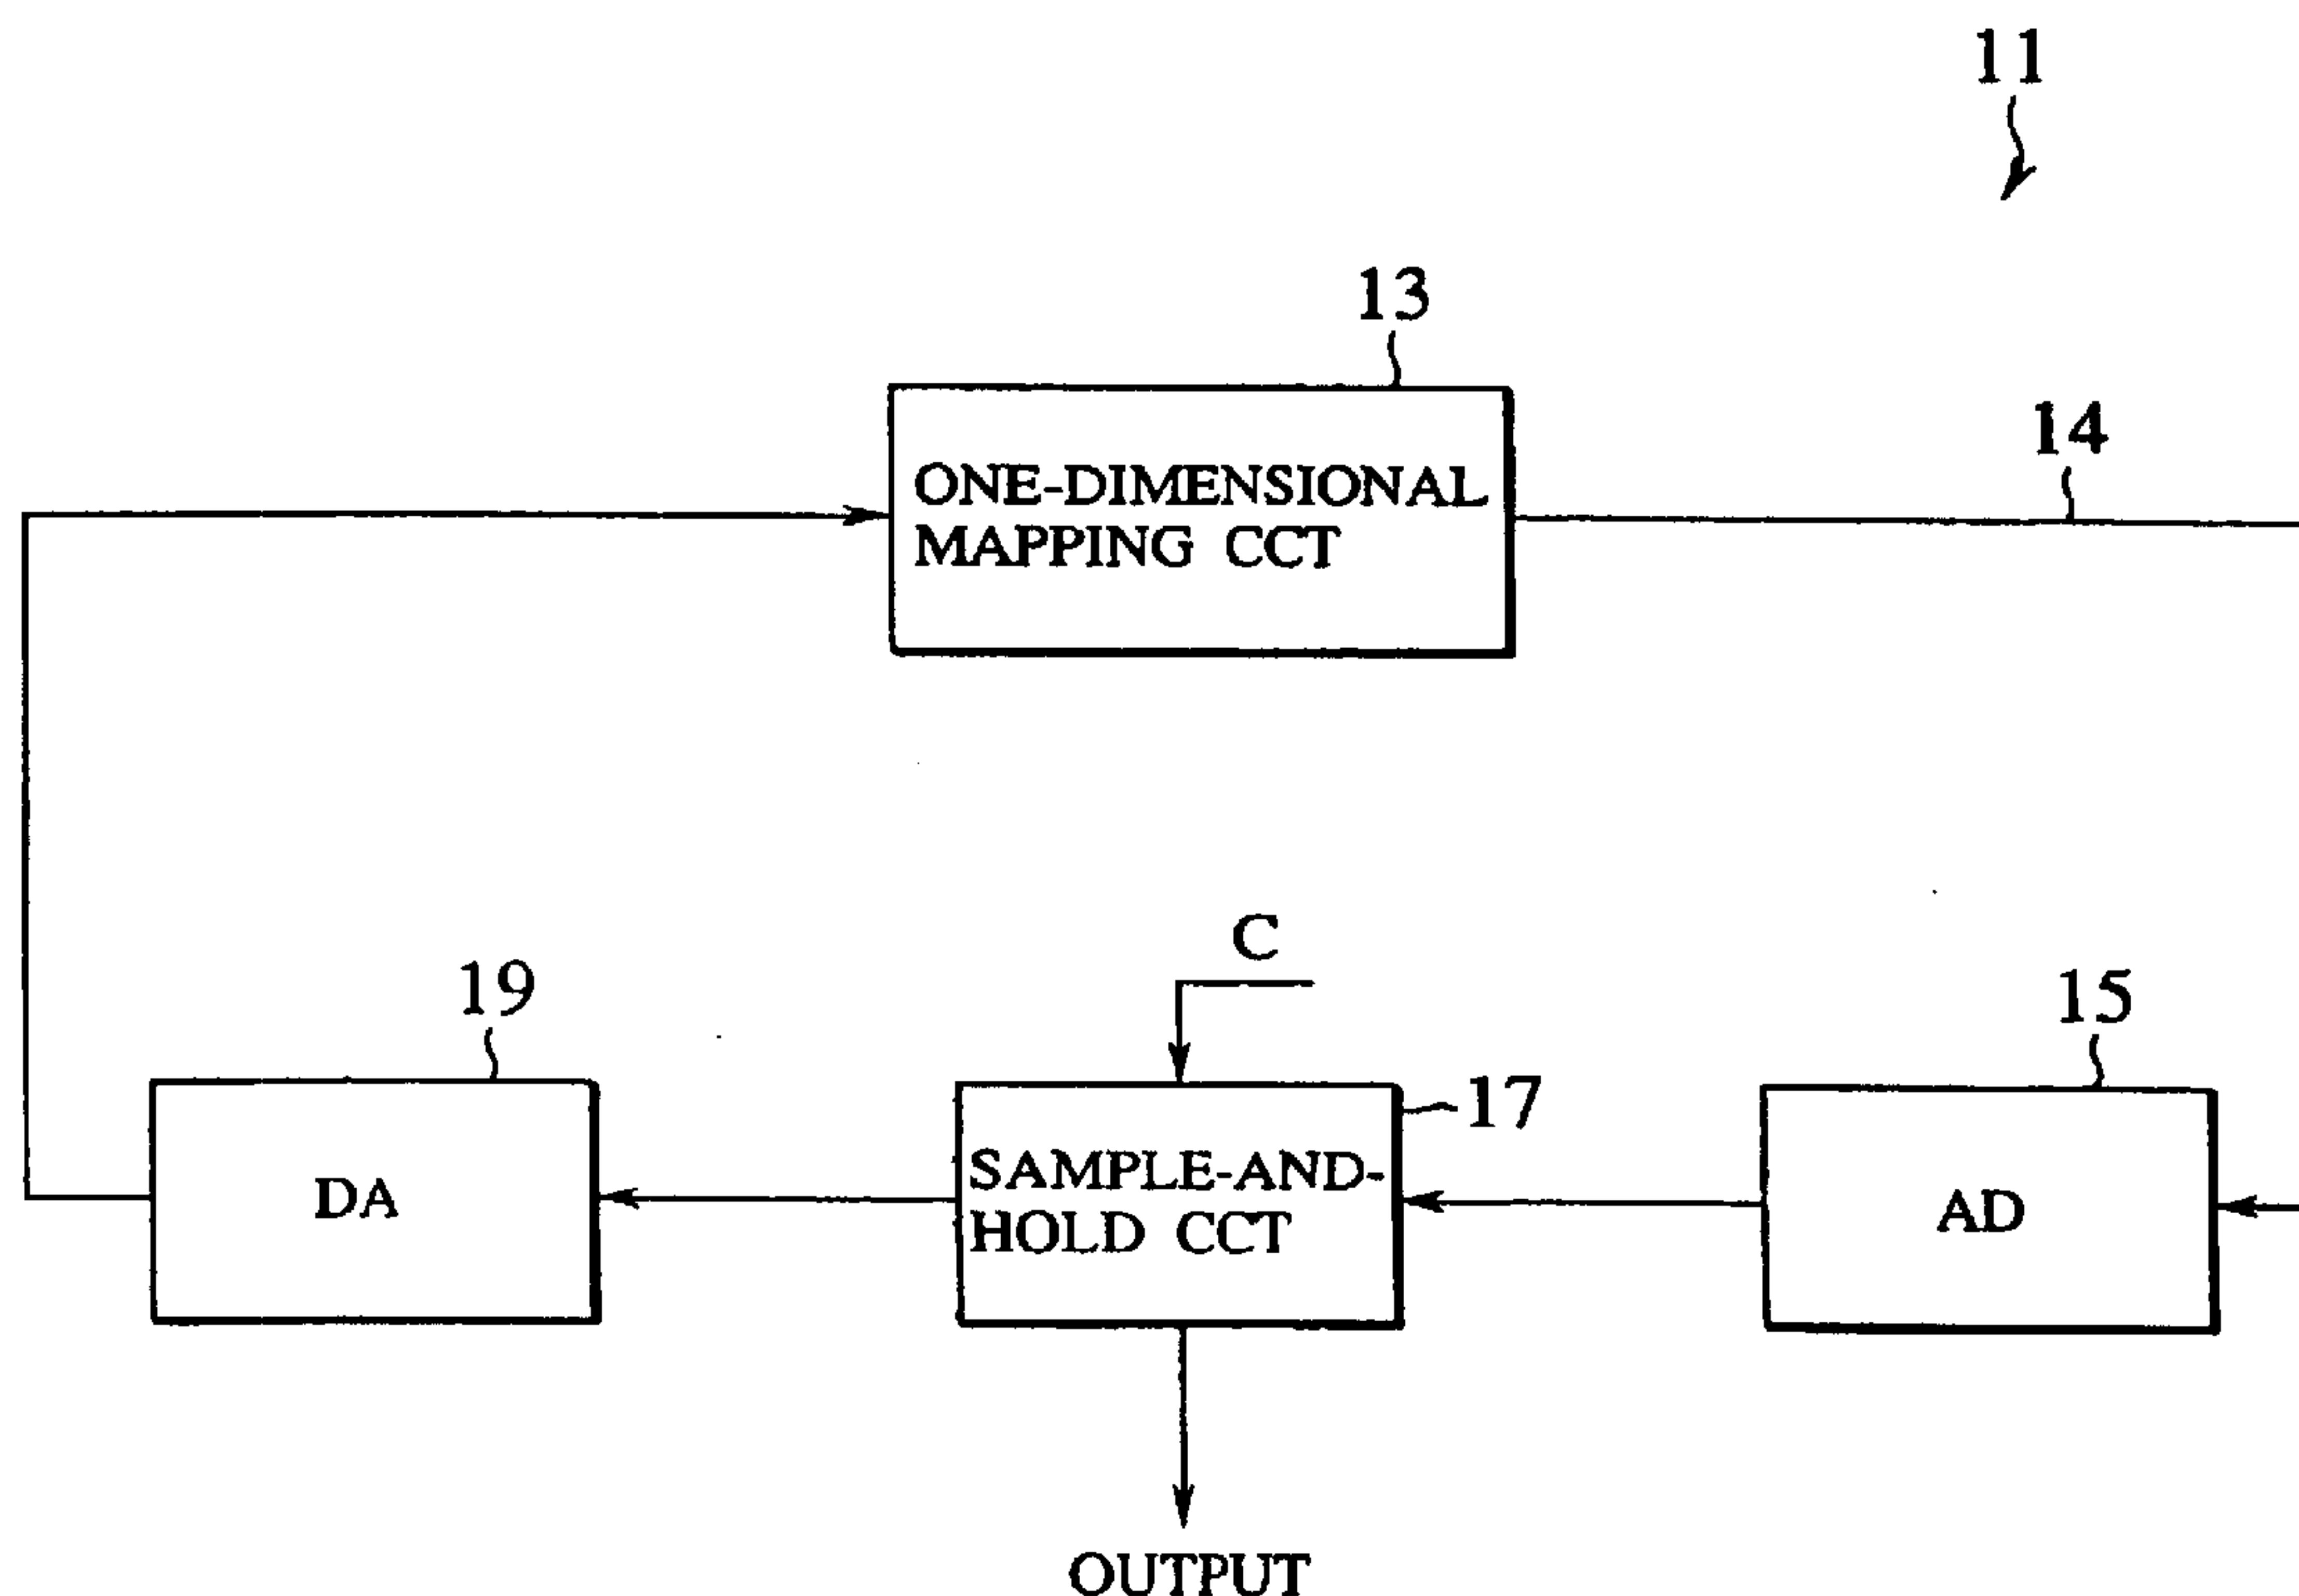 11
13
ONE-DIMENSIONAL
MAPPING CCT
14
C
19
15
17
DA
SAMPLE-AND-
HOLD CCT
AD
OUTPUT